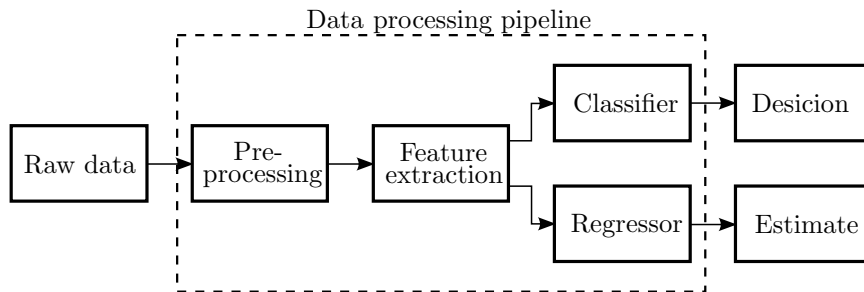 Data processing pipeline
Classifier
Desicion
Raw data
Pre-
processing
Feature
extraction
Regressor
Estimate